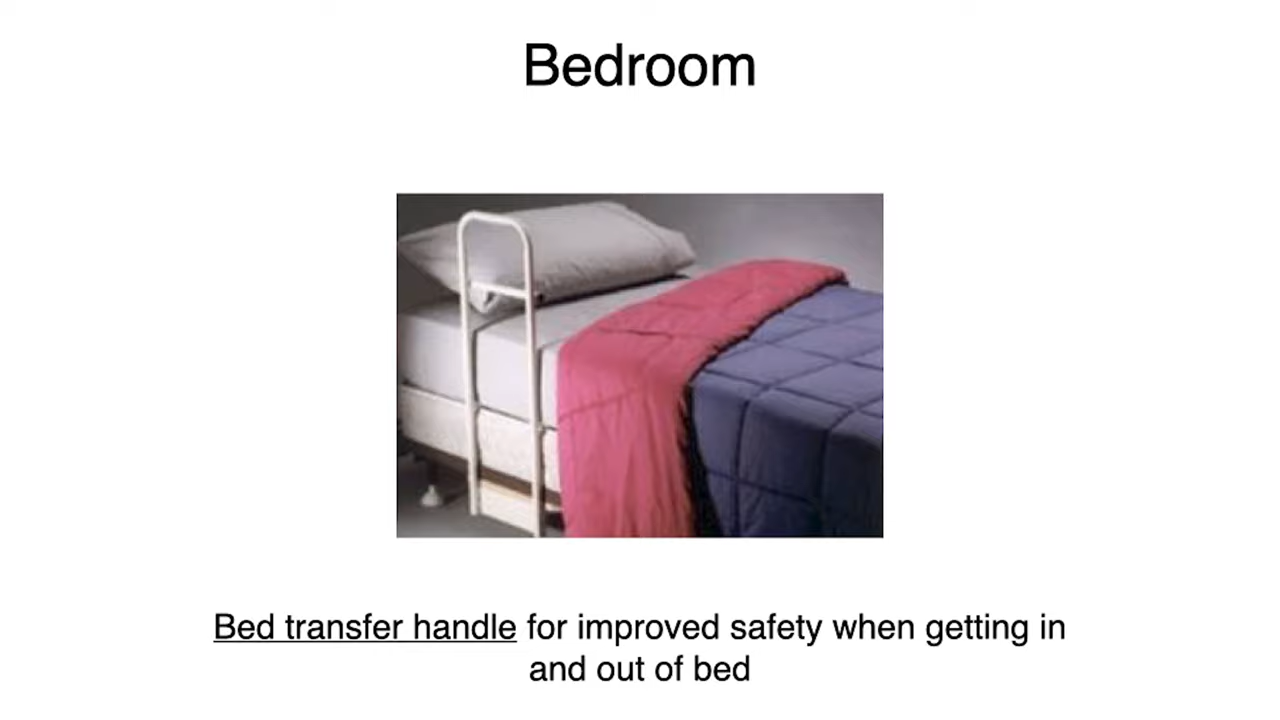 Bedroom
Bed transfer handle for improved safety when getting in
and out of bed